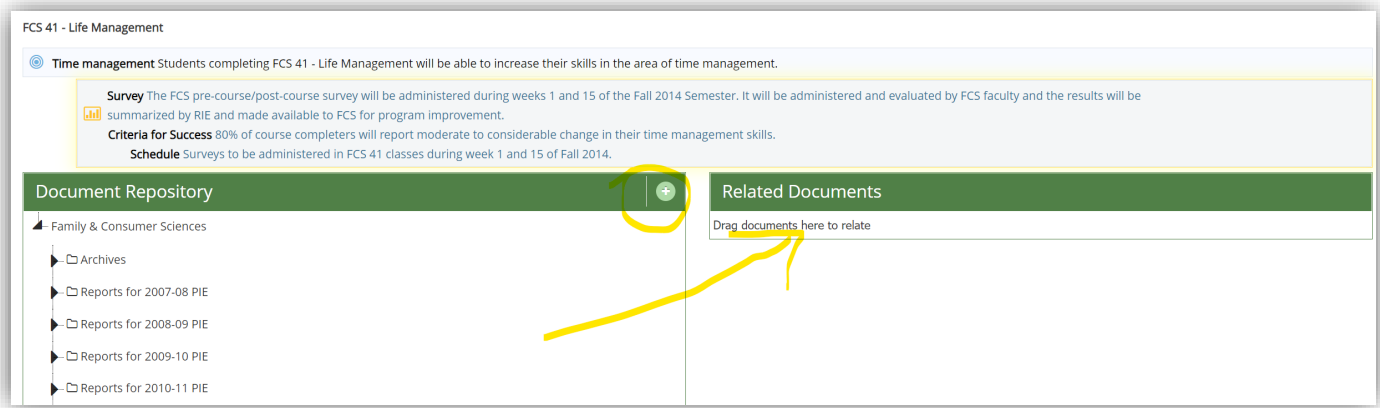 FCS 41 - Life Management
Time management Students completing FCS 41 - Life Management will be able to increase their skills in the area of time management.
Survey The FCS pre-course/post-course survey will be administered during weeks 1 and 15 of the Fall 2014 Semester. It will be administered and evaluated by FCS faculty and the results will be
summarized by RIE and made available to FCS for program improvement.
Criteria for Success 80% of course completers will report moderate to considerable change in their time management skills.
Schedule Surveys to be administered in FCS 41 classes during week 1 and 15 of Fall 2014.
Document Repository
Family & Consumer Sciences
Archives
Reports for 2007-08 PIE
Reports for 2008-09 PIE
Reports for 2009-10 PIE
Reports for 2010-11 PIE
Related Documents
Drag documents here to relate